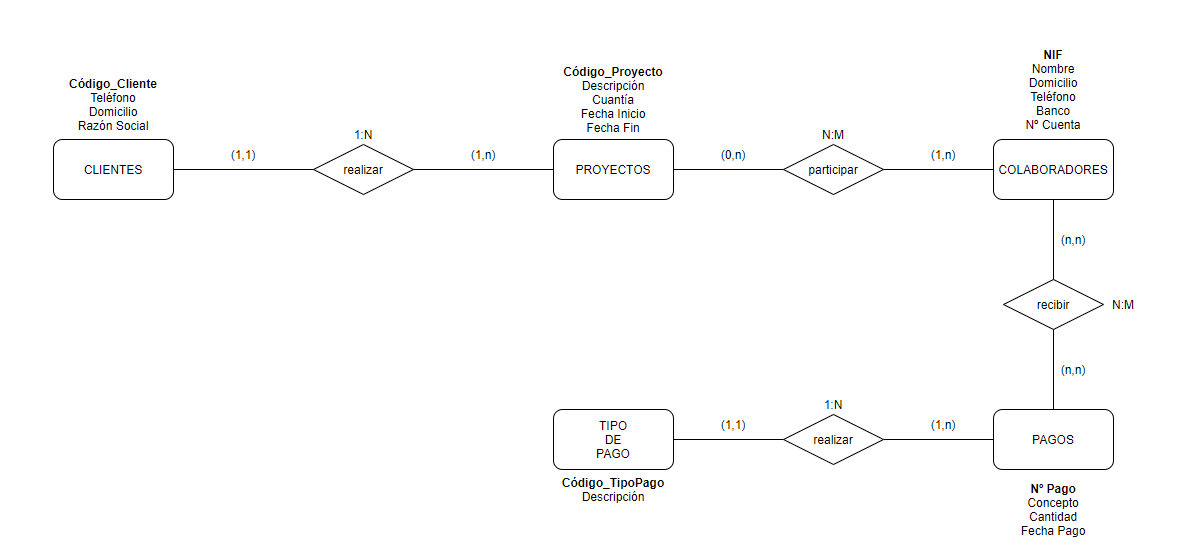 Código_Cliente
Teléfono
Domicilio
Razón Social
CLIENTES
(1,1)
1:N
realizar
(1,n)
Código_Proyecto
Descripción
Cuantía
Fecha Inicio
Fecha Fin
PROYECTOS
(0,n)
N:M
participar
(1,n)
NIF
Nombre
Domicilio
Teléfono
Banco
Nº Cuenta
COLABORADORES
(n,n)
recibir
N:M
(n,n)
TIPO
DE
PAGO
Código_TipoPago
Descripción
(1,1)
1:N
realizar
(1,n)
PAGOS
Nº Pago
Concepto
Cantidad
Fecha Pago